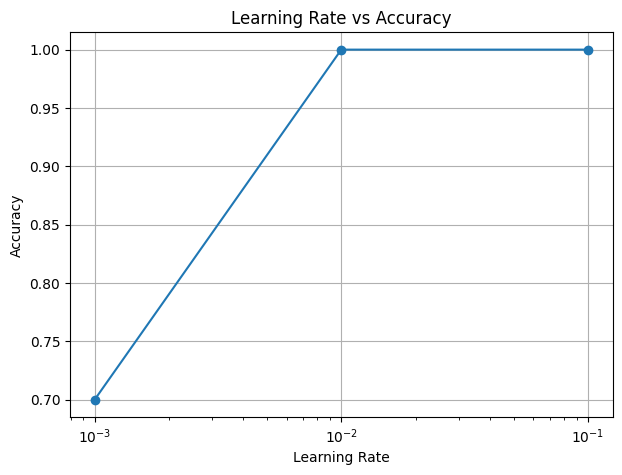 Learning Rate vs Accuracy
1.00
0.95
0.90
0.85
0.80
0.75
0.70
Accuracy
10⁻³ 10⁻² 10⁻¹
Learning Rate